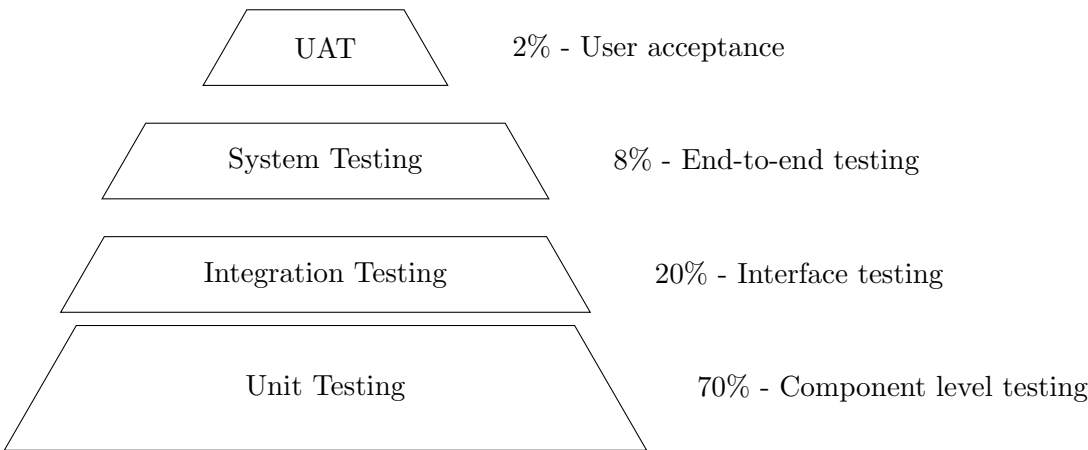 UAT 2% - User acceptance
System Testing 8% - End-to-end testing
Integration Testing 20% - Interface testing
Unit Testing 70% - Component level testing